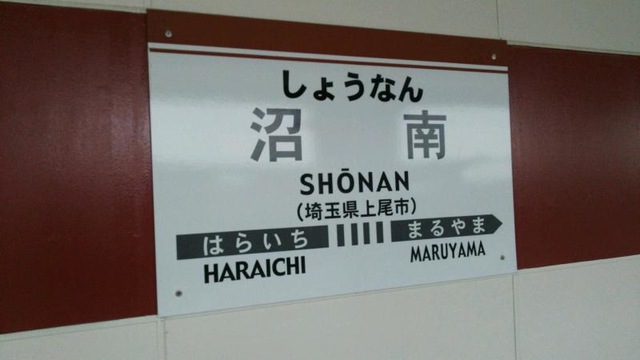 しょうなん
沼 南
SHŌNAN
(埼玉県上尾市)
はらいち まるやま
HARAICHI MARUYAMA